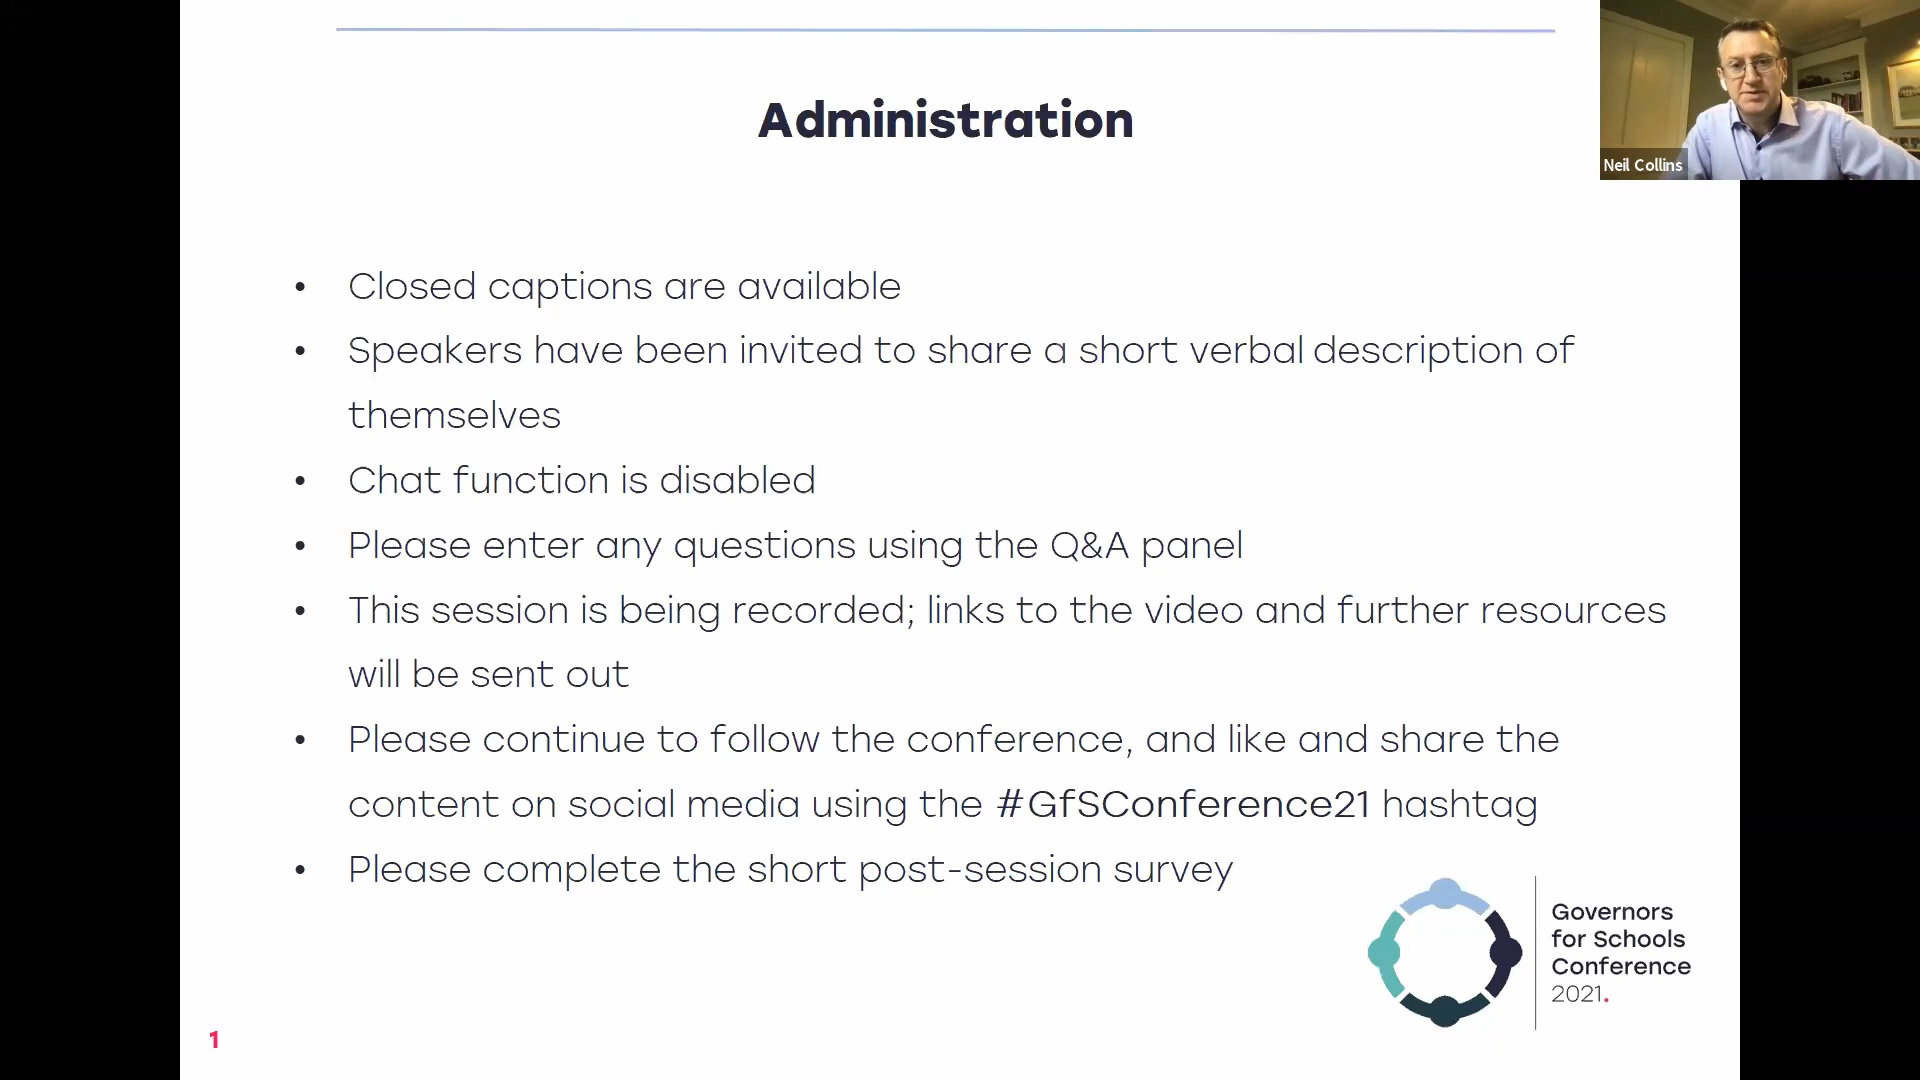 Administration
Neil Collins
• Closed captions are available
• Speakers have been invited to share a short verbal description of
themselves
• Chat function is disabled
• Please enter any questions using the Q&A panel
• This session is being recorded; links to the video and further resources
will be sent out
• Please continue to follow the conference, and like and share the
content on social media using the #GfSConference21 hashtag
• Please complete the short post-session survey
Governors
for Schools
Conference
2021.
1